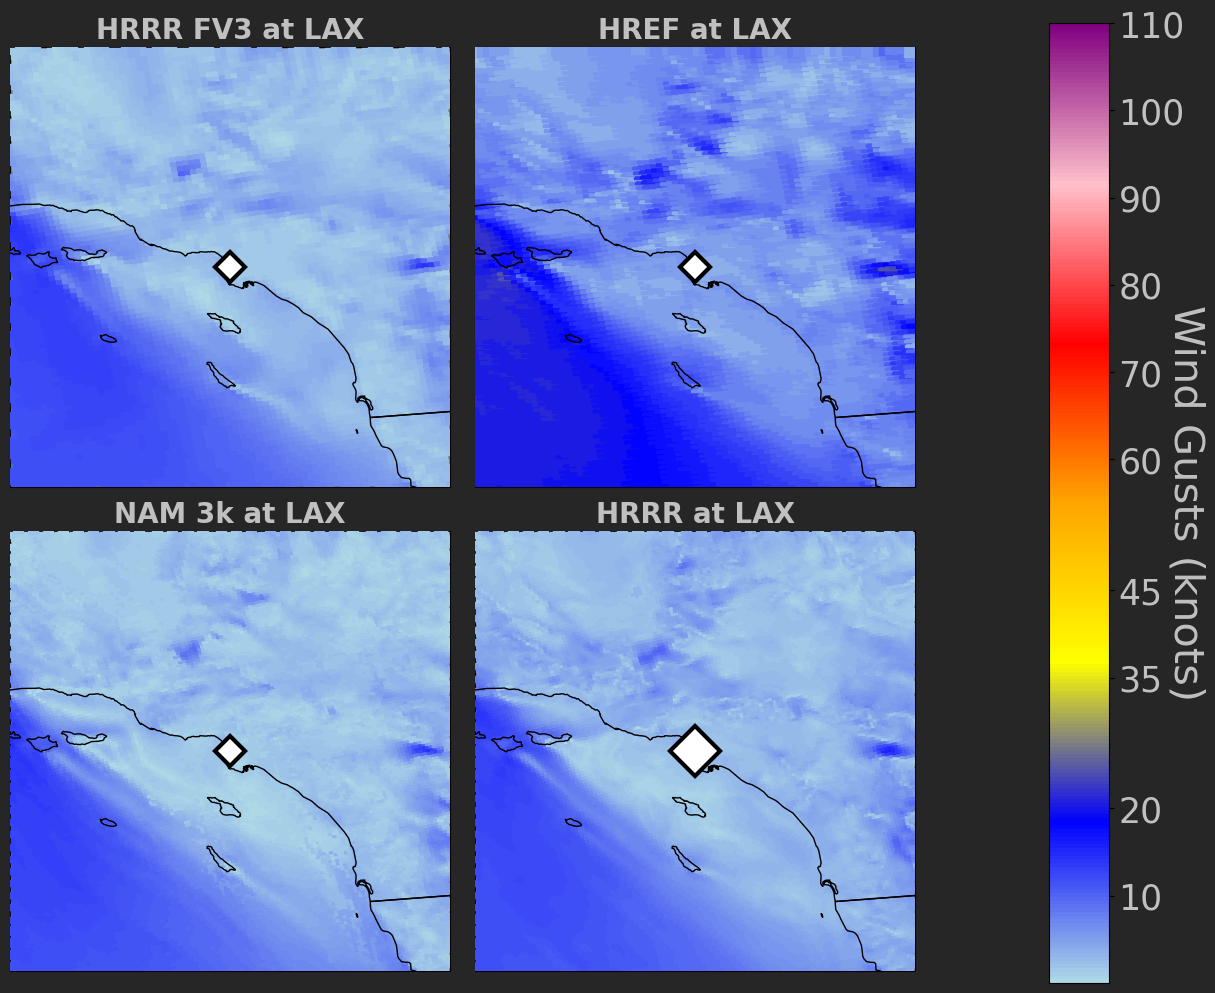 HRRR FV3 at LAX
HREF at LAX
NAM 3k at LAX
HRRR at LAX
110
100
90
80
70
60
45
35
20
10
Wind Gusts (knots)